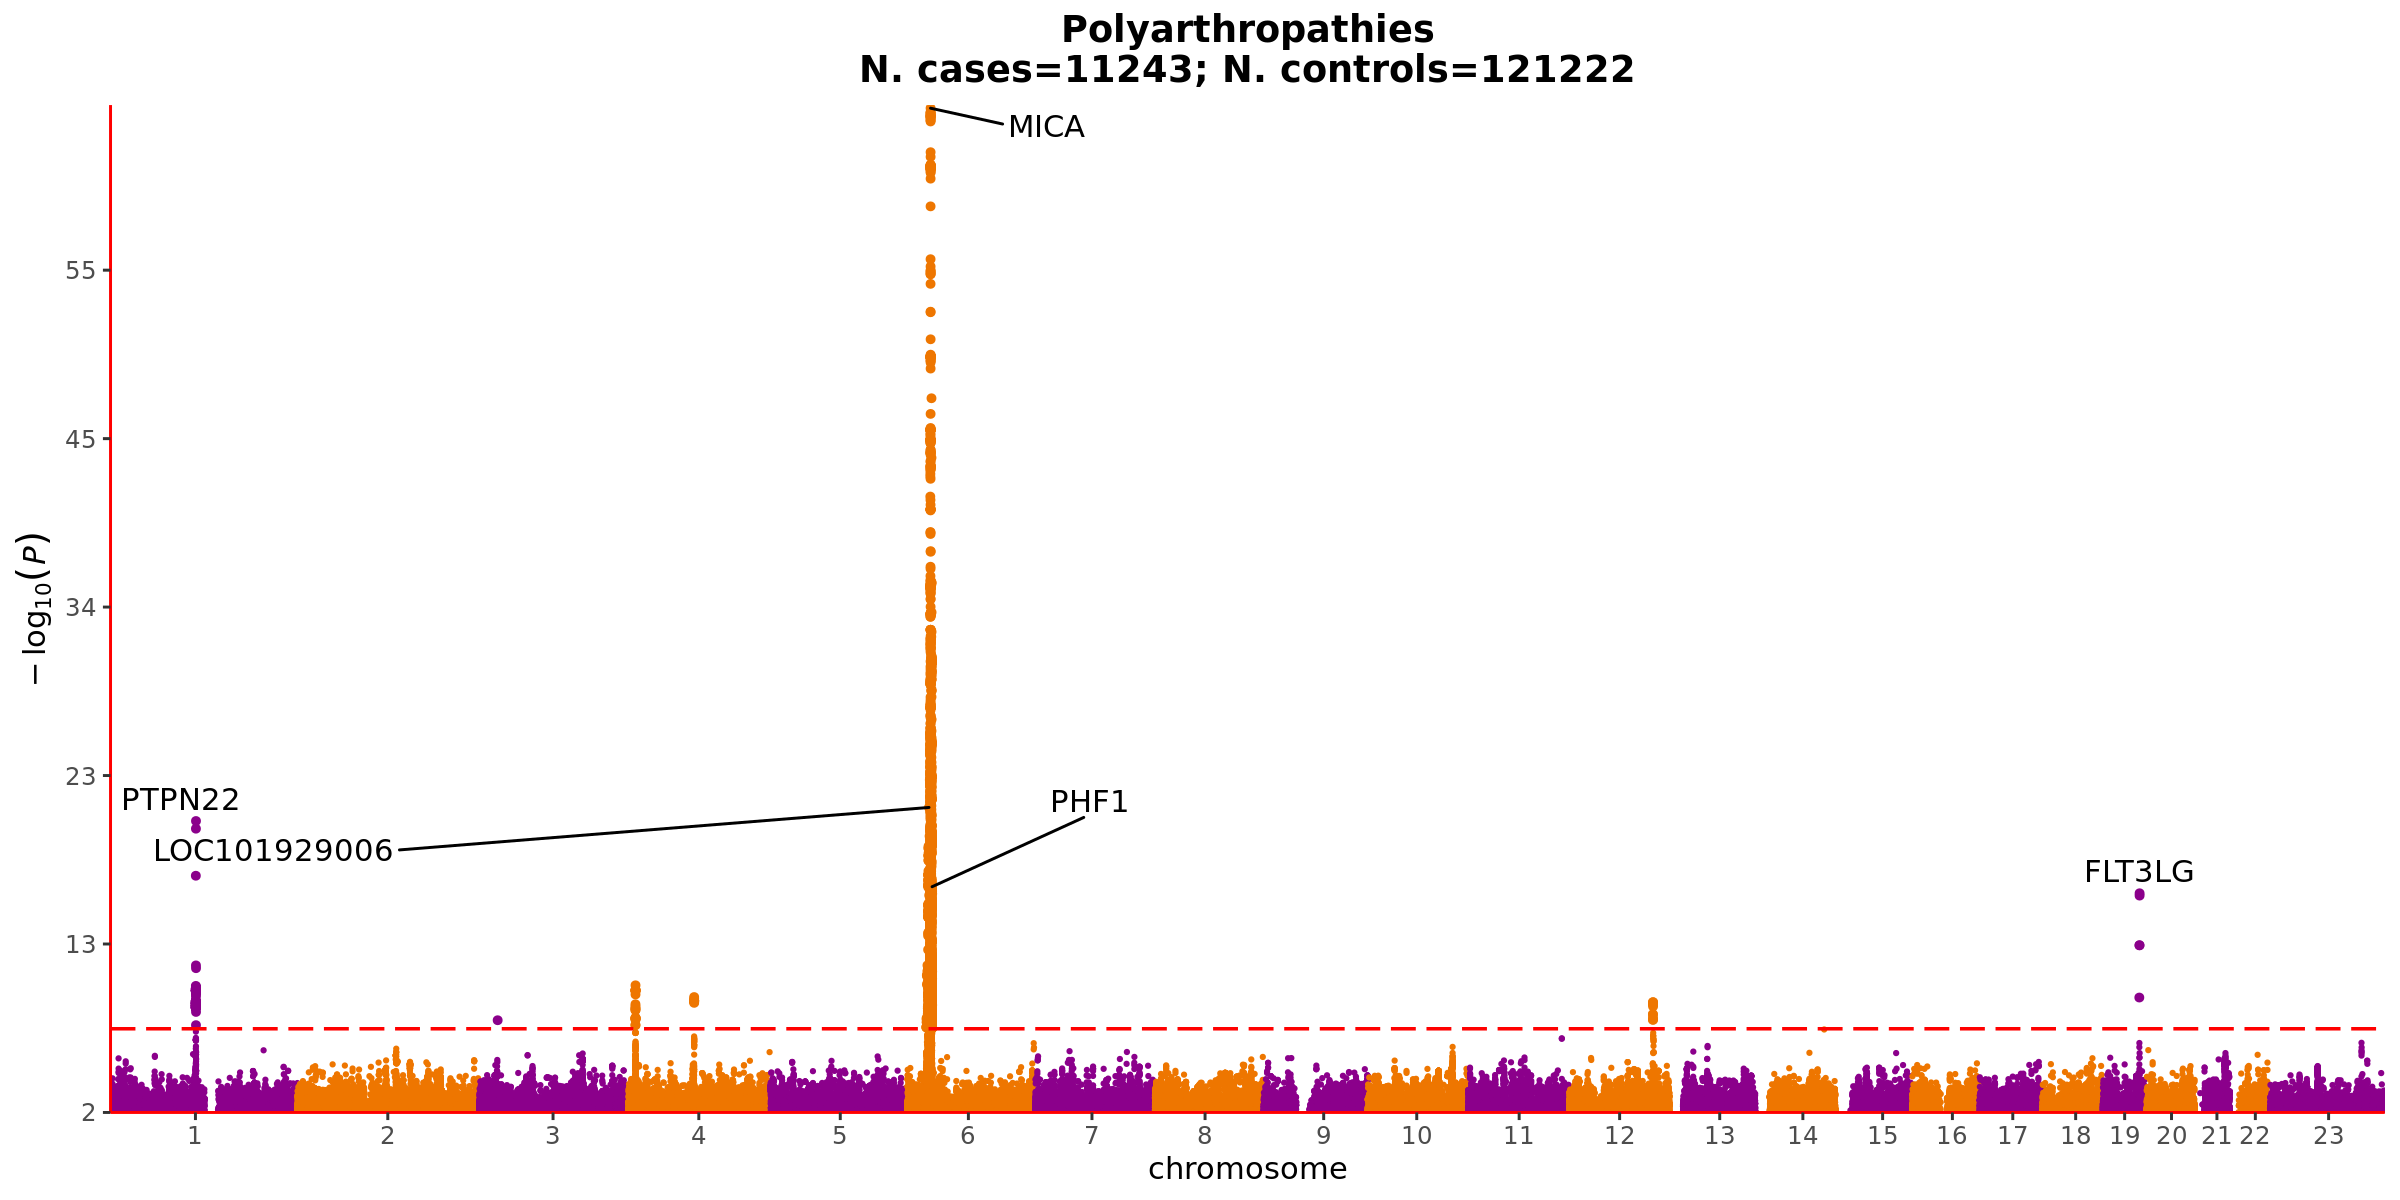 Polyarthropathies
N. cases=11243; N. controls=121222
MICA
55
45
−log₁₀(P)
34
23
PTPN22
PHF1
LOC101929006
FLT3LG
13
2
1 2 3 4 5 6 7 8 9 10 11 12 13 14 15 16 17 18 19 20 21 22 23
chromosome